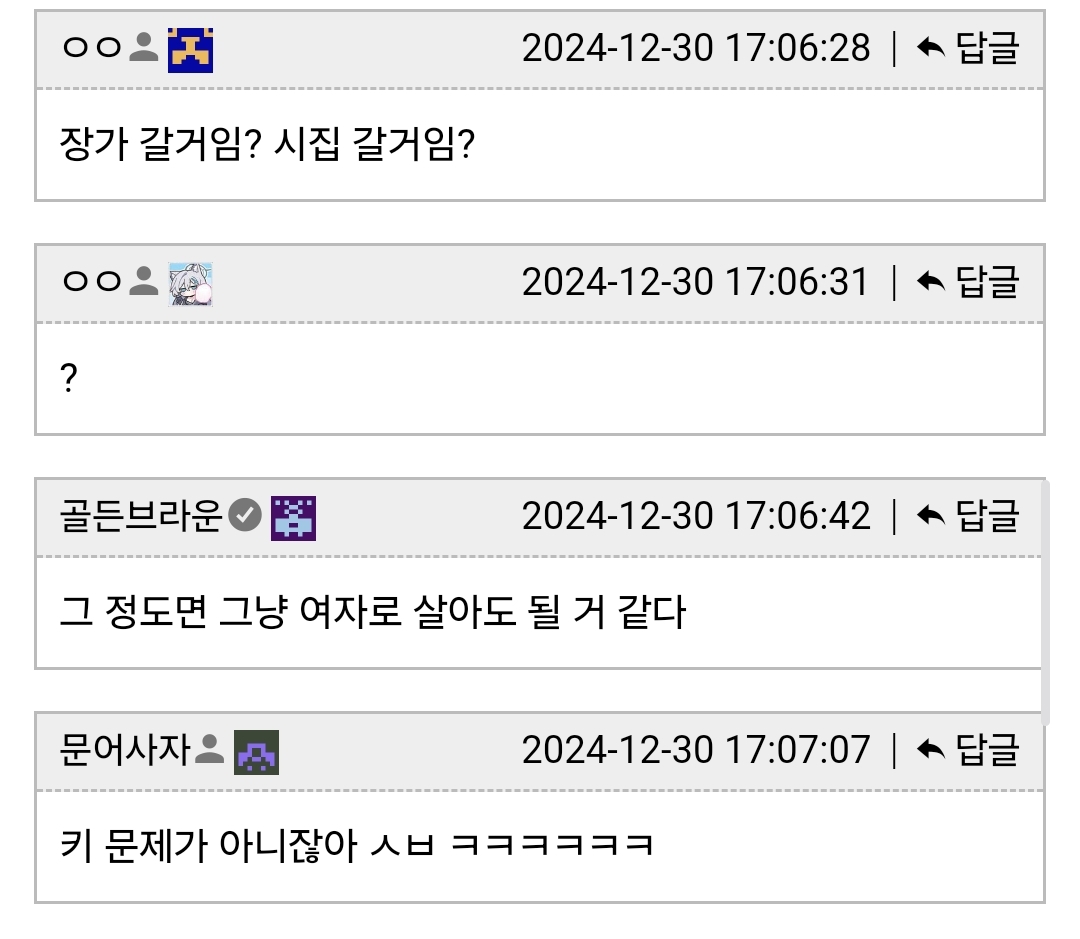 ㅇㅇ 2024-12-30 17:06:28 | 답글
장가 갈거임? 시집 갈거임?
ㅇㅇ 2024-12-30 17:06:31 | 답글
?
골든브라운 2024-12-30 17:06:42 | 답글
그 정도면 그냥 여자로 살아도 될 거 같다
문어사자 2024-12-30 17:07:07 | 답글
키 문제가 아니잖아 ㅅㅂ ㅋㅋㅋㅋㅋㅋ